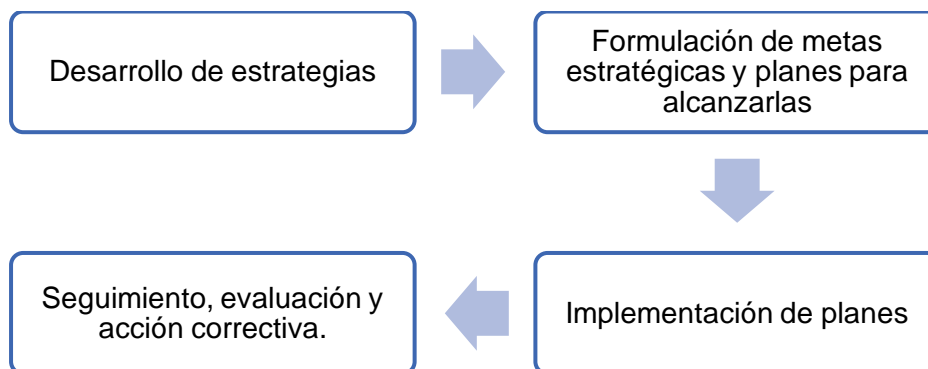 Desarrollo de estrategias
Formulación de metas
estratégicas y planes para
alcanzarlas
Implementación de planes
Seguimiento, evaluación y
acción correctiva.